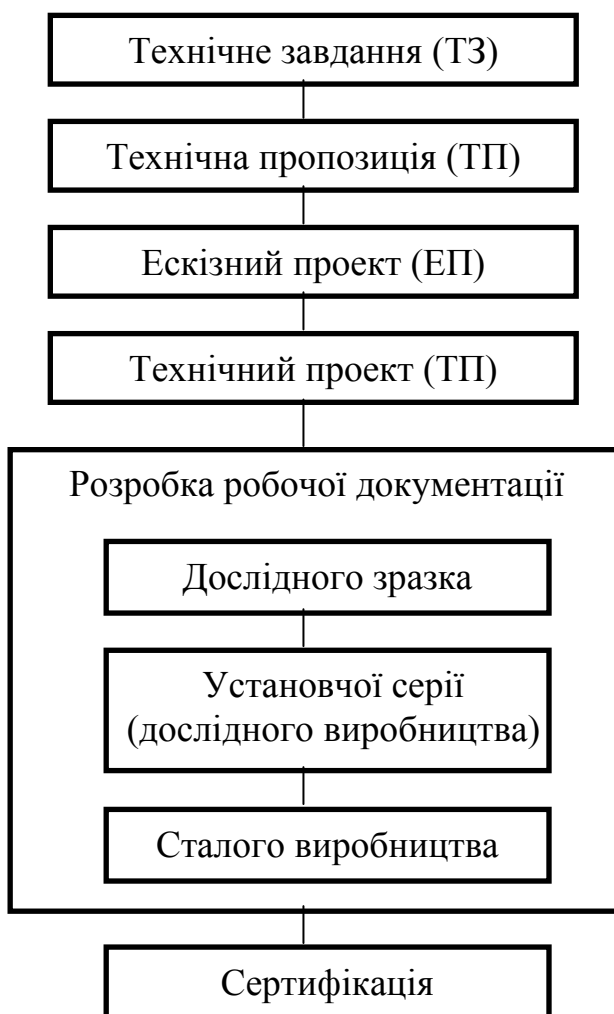 Технічне завдання (ТЗ)
Технічна пропозиція (ТП)
Ескізний проект (ЕП)
Технічний проект (ТП)
Розробка робочої документації
Дослідного зразка
Установчої серії
(дослідного виробництва)
Сталого виробництва
Сертифікація